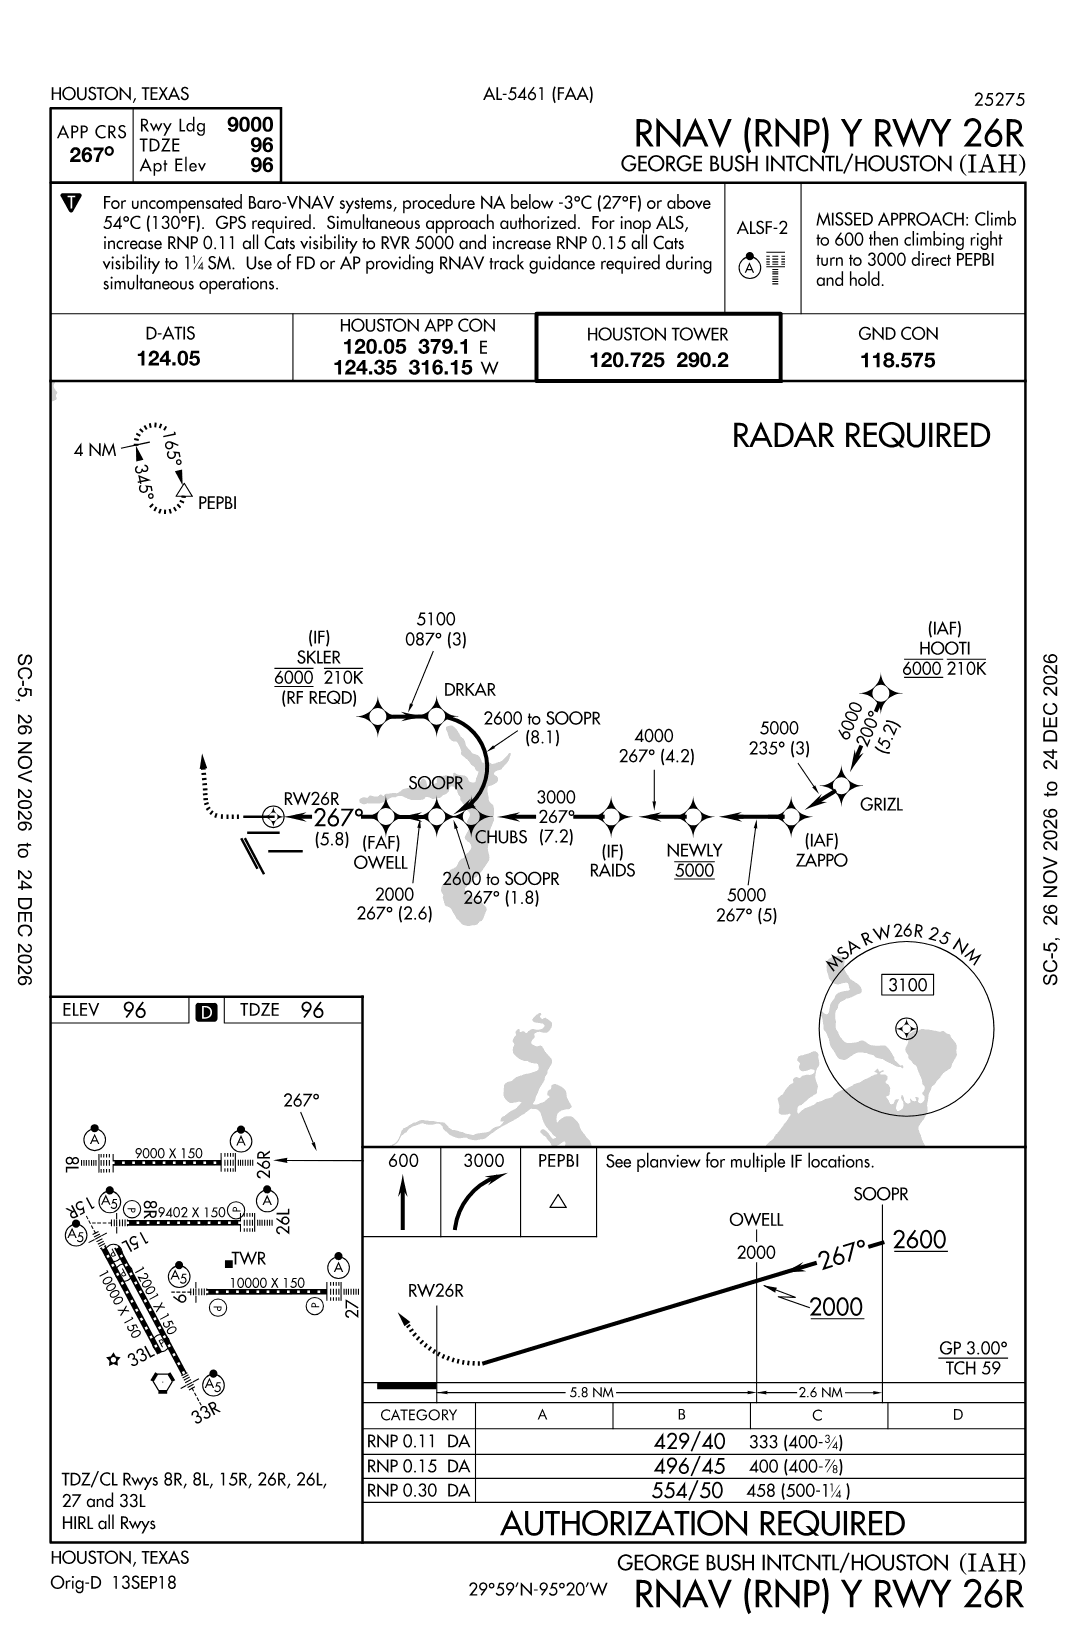 HOUSTON, TEXAS
AL-5461 (FAA)
25275
APP CRS
267°
Rwy Ldg 9000
TDZE 96
Apt Elev 96
RNAV (RNP) Y RWY 26R
GEORGE BUSH INTCNTL/HOUSTON (IAH)
T
For uncompensated Baro-VNAV systems, procedure NA below -3°C (27°F) or above
54°C (130°F). GPS required. Simultaneous approach authorized. For inop ALS,
increase RNP 0.11 all Cats visibility to RVR 5000 and increase RNP 0.15 all Cats
visibility to 1¼ SM. Use of FD or AP providing RNAV track guidance required during
simultaneous operations.
ALSF-2
A
MISSED APPROACH: Climb
to 600 then climbing right
turn to 3000 direct PEPBI
and hold.
D-ATIS
124.05
HOUSTON APP CON
120.05 379.1 E
124.35 316.15 W
HOUSTON TOWER
120.725 290.2
GND CON
118.575
RADAR REQUIRED
4 NM
165°
345°
PEPBI
5100
087° (3)
(IF)
SKLER
6000 210K
(RF REQD)
DRKAR
2600 to SOOPR
(8.1)
(IAF)
HOOTI
6000 210K
6000
200°
(5.2)
5000
235° (3)
4000
267° (4.2)
GRIZL
SOOPR
RW26R
267°
(5.8)
(FAF)
OWELL
CHUBS
3000
267°
(7.2)
(IF)
RAIDS
NEWLY
5000
(IAF)
ZAPPO
2000
267° (2.6)
2600 to SOOPR
267° (1.8)
5000
267° (5)
MSA RW26R 25 NM
3100
SC-5, 26 NOV 2026 to 24 DEC 2026
SC-5, 26 NOV 2026 to 24 DEC 2026
ELEV 96
D
TDZE 96
267°
A
A
8L
9000 X 150
26R
15R
A5
8R
P
9402 X 150
P
A
26L
A5
15L
P
P
TWR
A5
9
10000 X 150
A
27
P
P
10000 X 150
12001 X 150
P
33L
A5
33R
TDZ/CL Rwys 8R, 8L, 15R, 26R, 26L,
27 and 33L
HIRL all Rwys
600
3000
PEPBI
See planview for multiple IF locations.
SOOPR
OWELL
2000
267°
2600
RW26R
2000
GP 3.00°
TCH 59
5.8 NM
2.6 NM
CATEGORY A B C D
RNP 0.11 DA 429/40 333 (400-¾)
RNP 0.15 DA 496/45 400 (400-⅞)
RNP 0.30 DA 554/50 458 (500-1¼)
AUTHORIZATION REQUIRED
HOUSTON, TEXAS
Orig-D 13SEP18
29°59'N-95°20'W
GEORGE BUSH INTCNTL/HOUSTON (IAH)
RNAV (RNP) Y RWY 26R